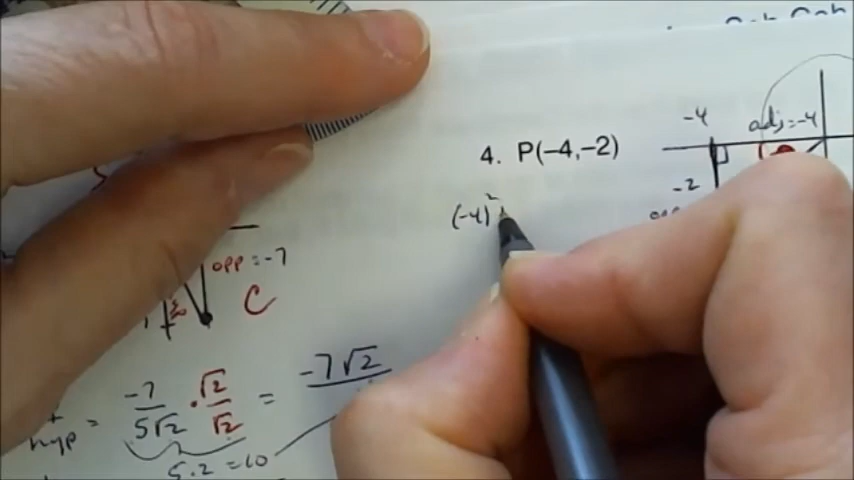 -4
adj=-4
4. P(-4,-2)
-2
(-4)²
opp = -7
C
hyp = -7/5√2 · √2/√2 = -7√2
5.2 = 10